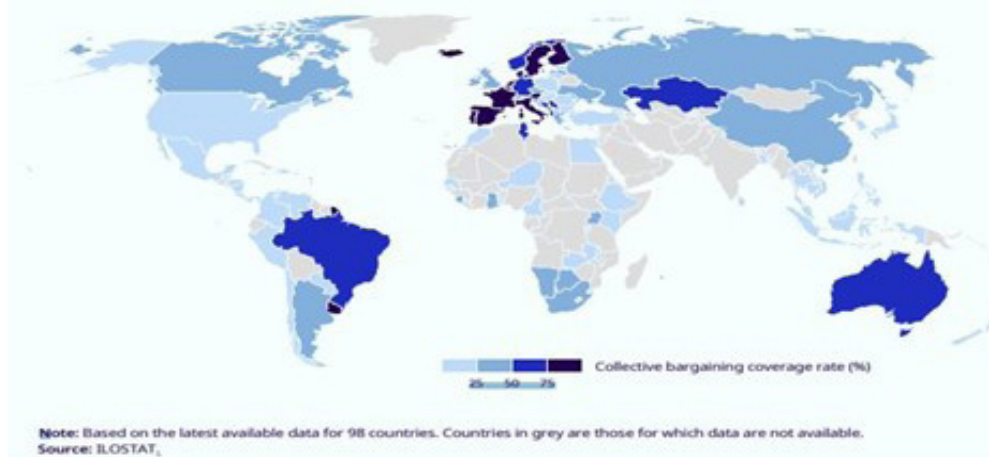 Collective bargaining coverage rate (%)
25 50 75
Note: Based on the latest available data for 98 countries. Countries in grey are those for which data are not available.
Source: ILOSTAT.